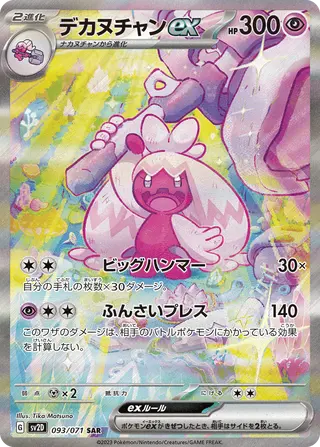 2進化
デカヌチャンex
HP300
ナカヌチャンから進化
ビッグハンマー 30×
自分の手札の枚数×30ダメージ。
ふんさいプレス 140
このワザのダメージは、相手のバトルポケモンにかかっている効果
を計算しない。
弱点 ×2 抵抗力 にげる
Illus. Tika Matsuno
G sv2D 093/071 SAR
exルール
ポケモンexがきぜつしたとき、相手はサイドを2枚とる。
©2023 Pokémon/Nintendo/Creatures/GAME FREAK.